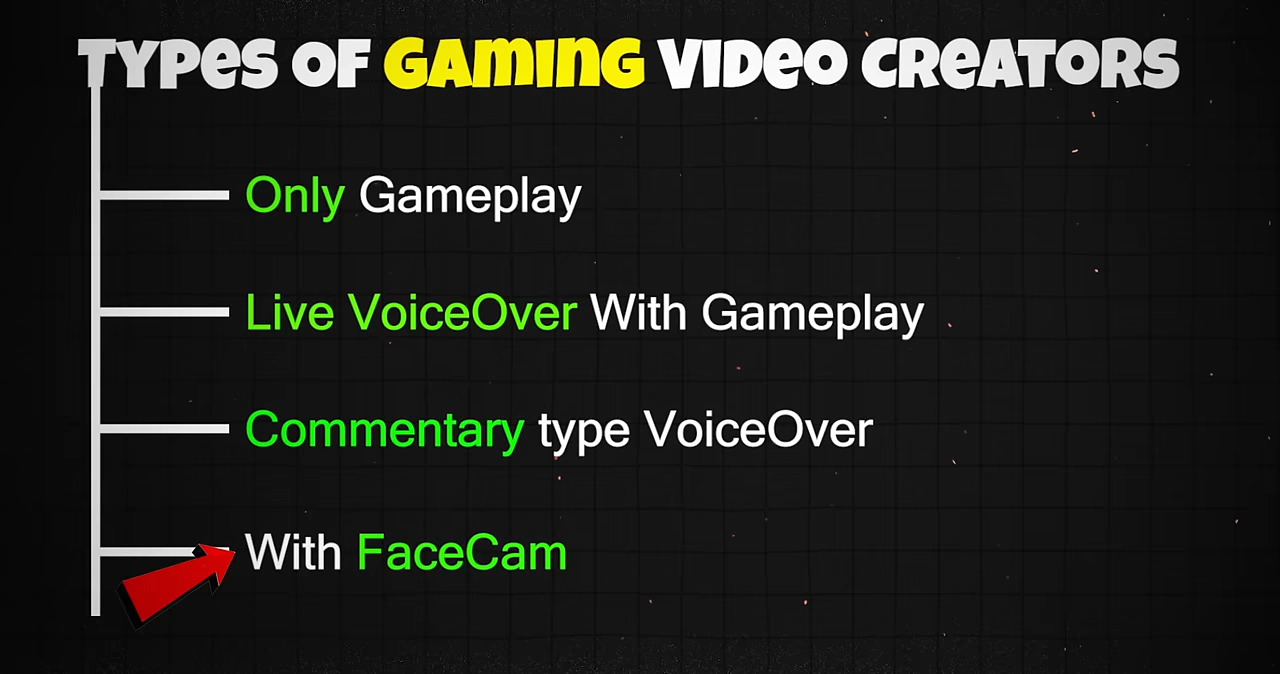 TYPES OF GAMING VIDEO CREATORS
Only Gameplay
Live VoiceOver With Gameplay
Commentary type VoiceOver
With FaceCam